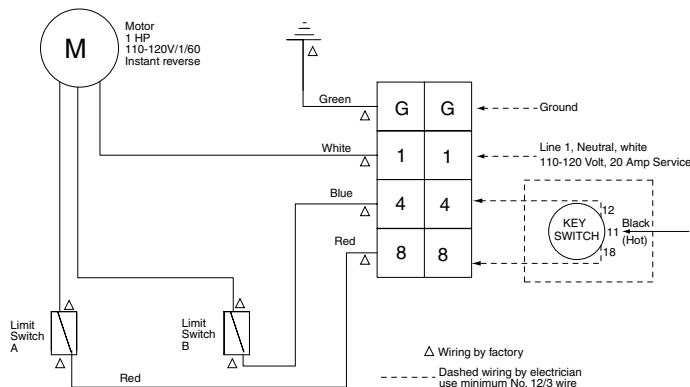 Motor
1 HP
110-120V/1/60
Instant reverse
M
Green
G G
Ground
White
1 1
Line 1, Neutral, white
110-120 Volt, 20 Amp Service
Blue
4 4
12
KEY
SWITCH
11
Black
(Hot)
18
Red
8 8
Limit
Switch
A
Limit
Switch
B
Red
Wiring by factory
Dashed wiring by electrician
use minimum No. 12/3 wire